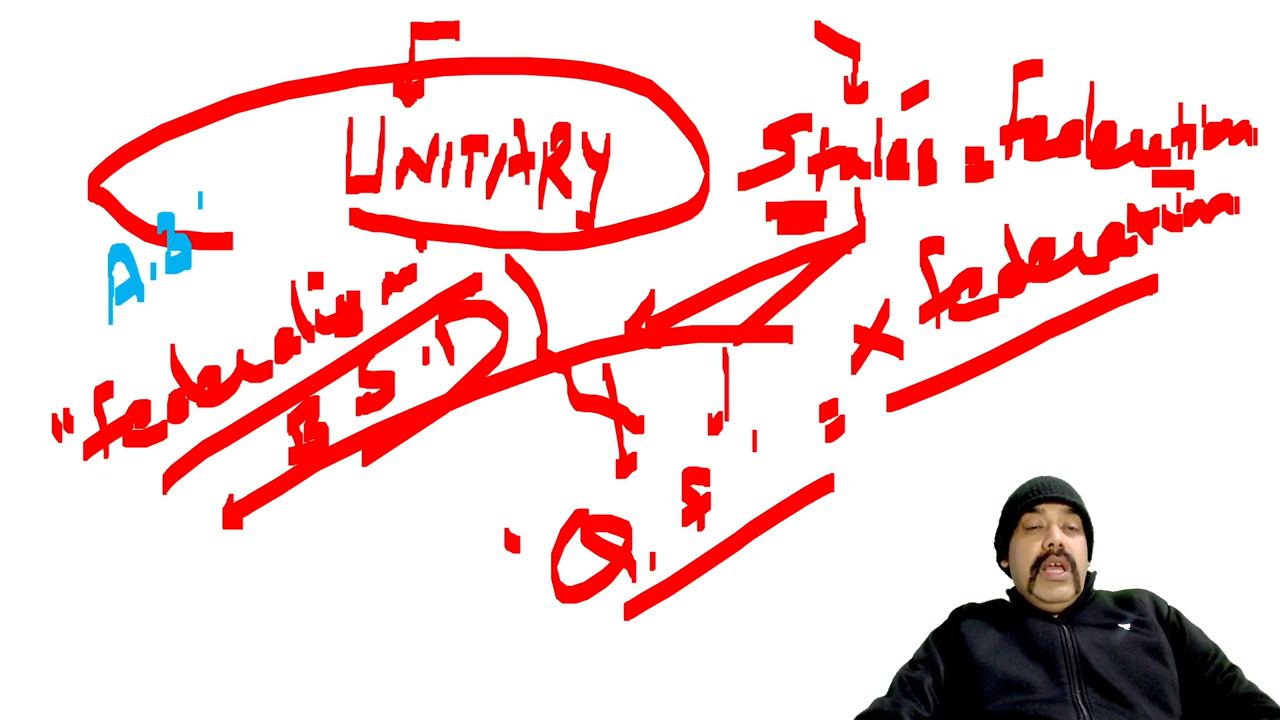 UNITARY
States = Federation
x Federation
A.B
"Federalism
B S
Q.F